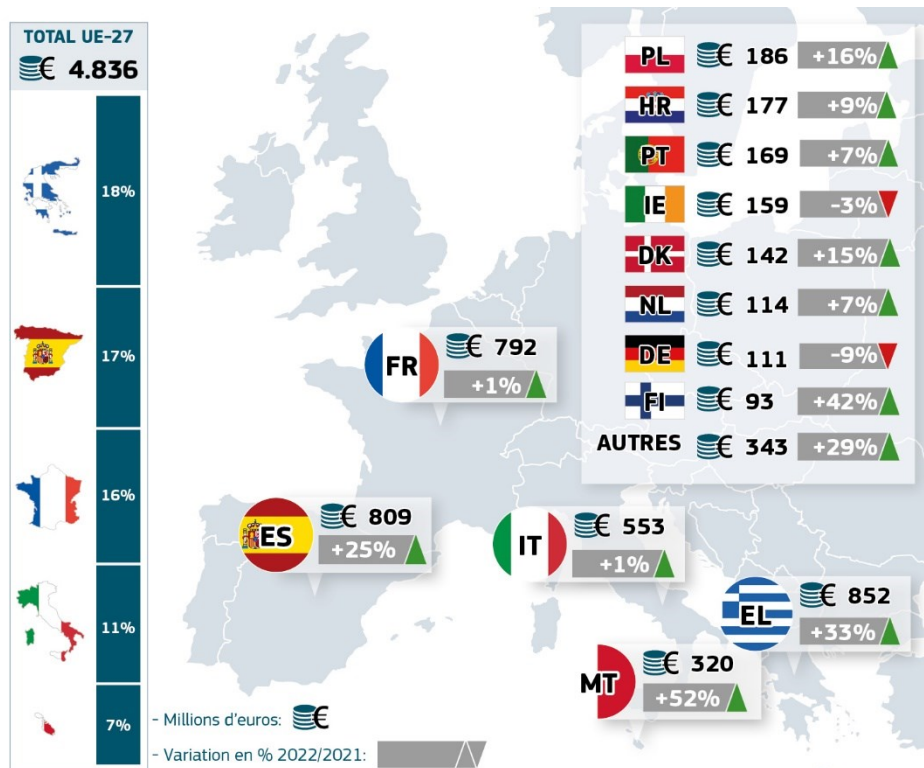 TOTAL UE-27
€ 4.836
18%
17%
16%
11%
7%
PL € 186 +16%
HR € 177 +9%
PT € 169 +7%
IE € 159 -3%
DK € 142 +15%
NL € 114 +7%
DE € 111 -9%
FI € 93 +42%
AUTRES € 343 +29%
FR € 792
+1%
ES € 809
+25%
IT € 553
+1%
EL € 852
+33%
MT € 320
+52%
- Millions d'euros: €
- Variation en % 2022/2021: